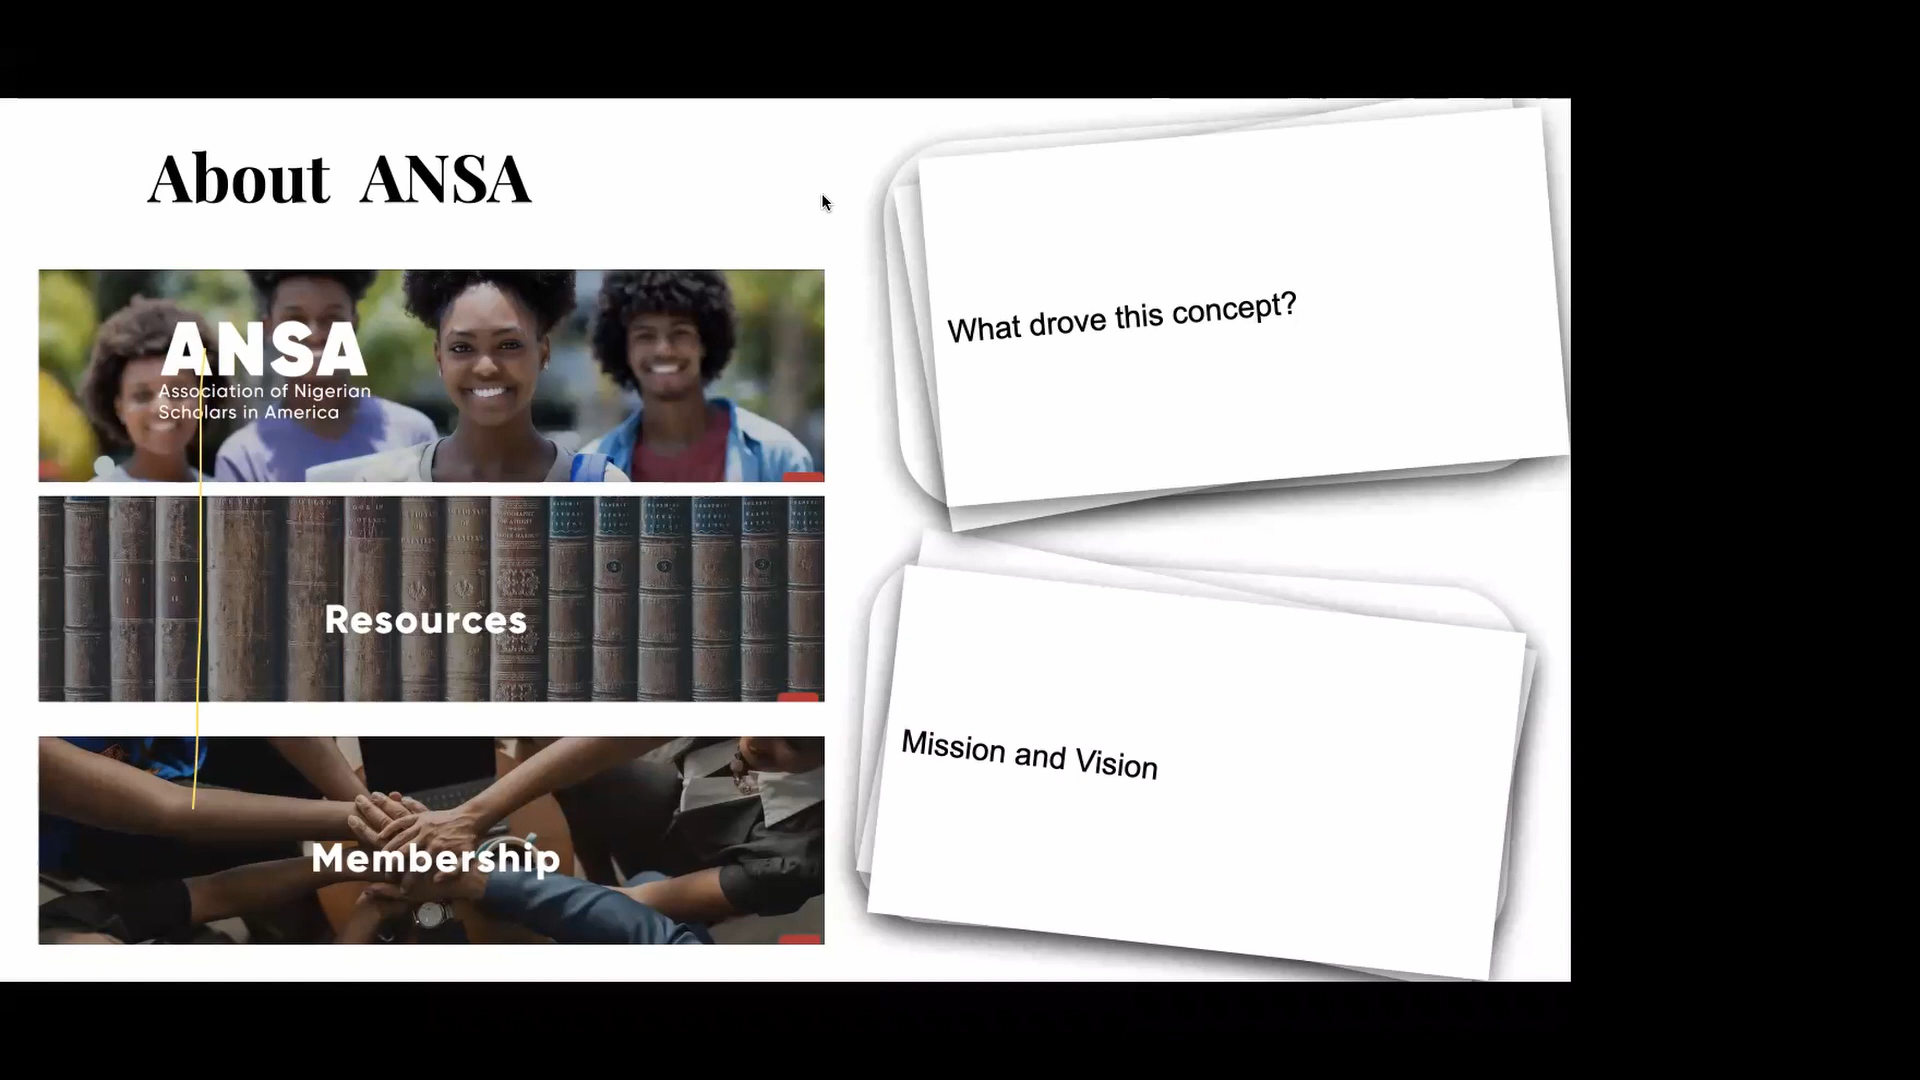 About ANSA
ANSA
Association of Nigerian
Scholars in America
Resources
Membership
What drove this concept?
Mission and Vision